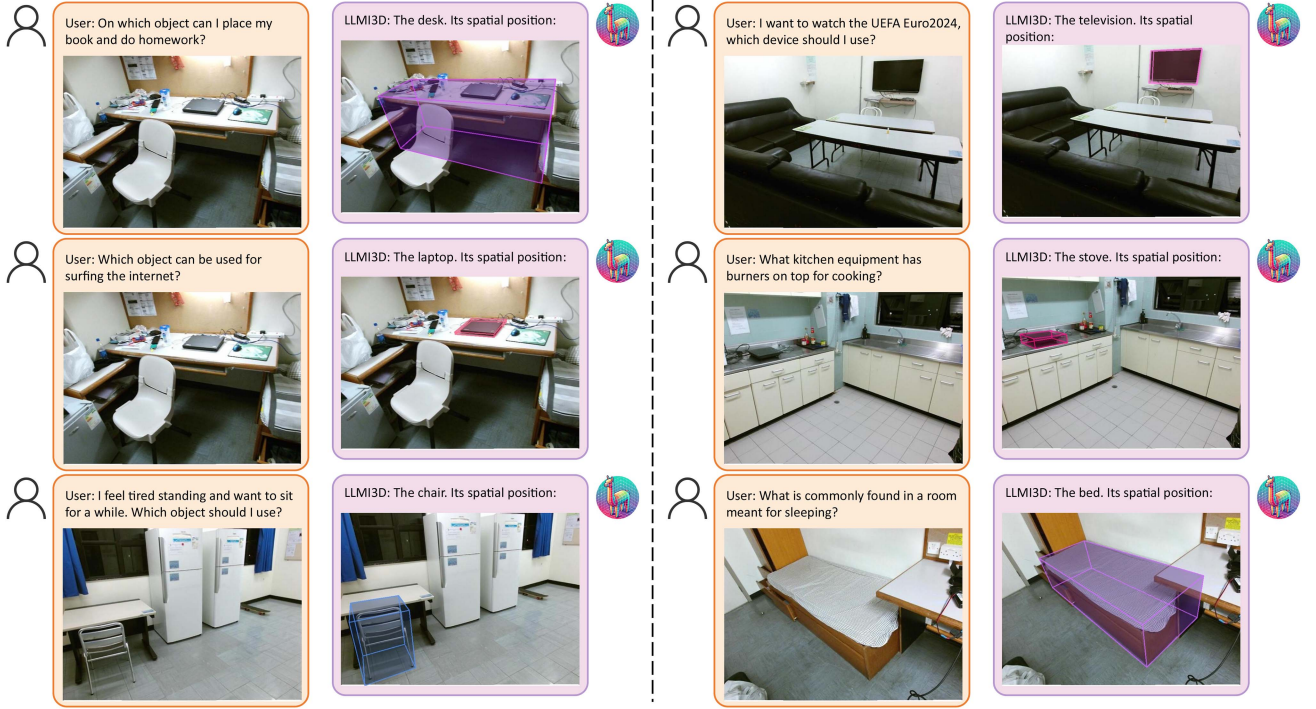 User: On which object can I place my
book and do homework?
LLMI3D: The desk. Its spatial position:
User: Which object can be used for
surfing the internet?
LLMI3D: The laptop. Its spatial position:
User: I feel tired standing and want to sit
for a while. Which object should I use?
LLMI3D: The chair. Its spatial position:
User: I want to watch the UEFA Euro2024,
which device should I use?
LLMI3D: The television. Its spatial
position:
User: What kitchen equipment has
burners on top for cooking?
LLMI3D: The stove. Its spatial position:
User: What is commonly found in a room
meant for sleeping?
LLMI3D: The bed. Its spatial position: